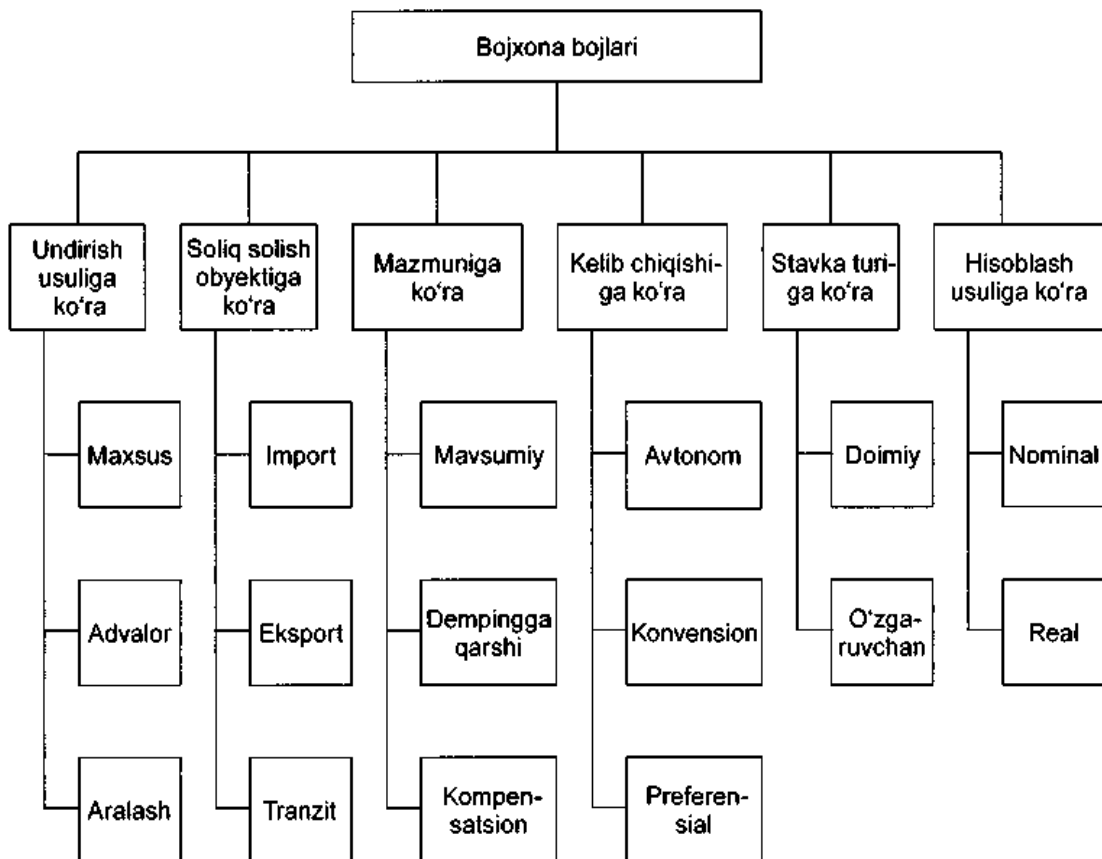 Bojxona bojlari
Undirish
usuliga
ko‘ra
Soliq solish
obyektiga
ko‘ra
Mazmuniga
ko‘ra
Kelib chiqishi-
ga ko‘ra
Stavka turi-
ga ko‘ra
Hisoblash
usuliga ko‘ra
Maxsus
Import
Mavsumiy
Avtonom
Doimiy
Nominal
Advalor
Eksport
Dempingga
qarshi
Konvension
O‘zga-
ruvchan
Real
Aralash
Tranzit
Kompen-
satsion
Preferen-
sial